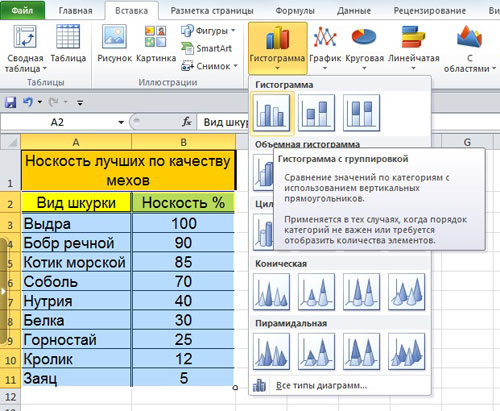 Файл Главная Вставка Разметка страницы Формулы Данные Рецензирование
Сводная таблица Таблица
Таблицы
Рисунок Картинка
Фигуры
SmartArt
Снимок
Иллюстрации
Гистограмма График Круговая Линейчатая С областями
A2 fx Вид
A B G
1 Носкость лучших по качеству мехов
2 Вид шкурки Носкость %
3 Выдра 100
4 Бобр речной 90
5 Котик морской 85
6 Соболь 70
7 Нутрия 40
8 Белка 30
9 Горностай 25
10 Кролик 12
11 Заяц 5
12
Гистограмма
Объемная гистограмма
Гистограмма с группировкой
Сравнение значений по категориям с использованием вертикальных прямоугольников.
Применяется в тех случаях, когда порядок категорий не важен или требуется отобразить количества элементов.
Коническая
Пирамидальная
Все типы диаграмм...